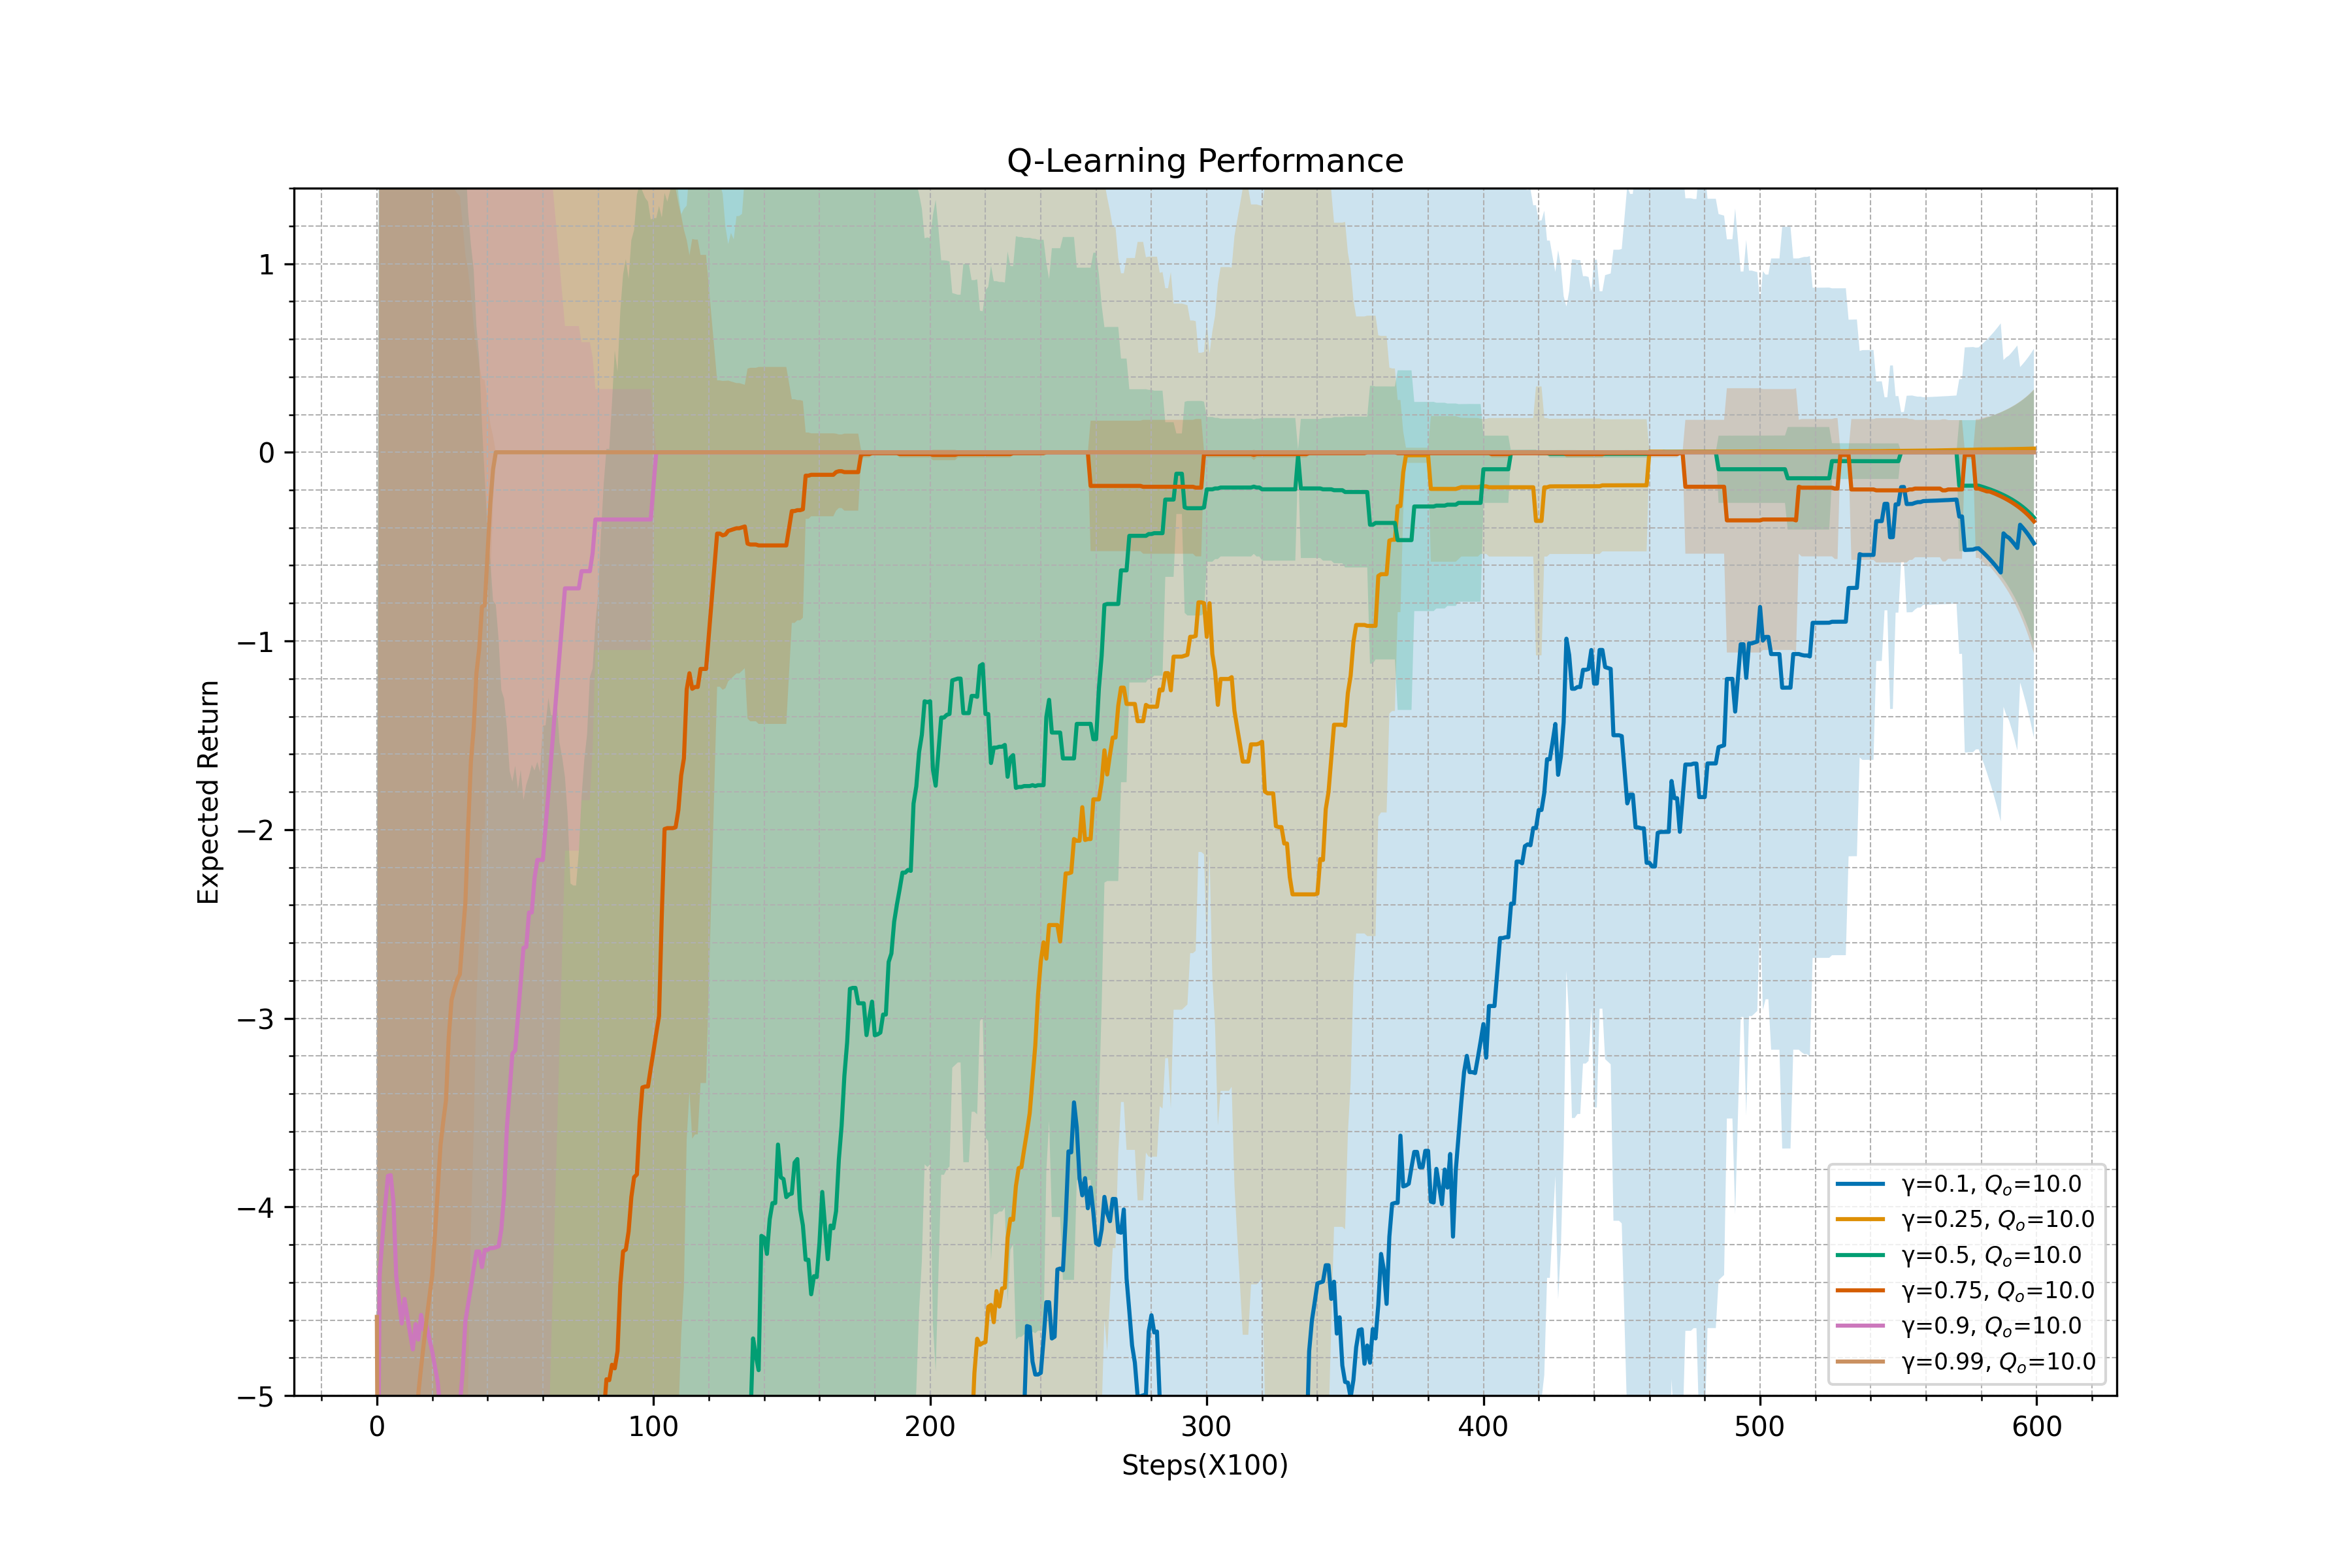 Q-Learning Performance
Expected Return
1
0
−1
−2
−3
−4
−5
0 100 200 300 400 500 600
Steps(X100)
γ=0.1, Qₒ=10.0
γ=0.25, Qₒ=10.0
γ=0.5, Qₒ=10.0
γ=0.75, Qₒ=10.0
γ=0.9, Qₒ=10.0
γ=0.99, Qₒ=10.0